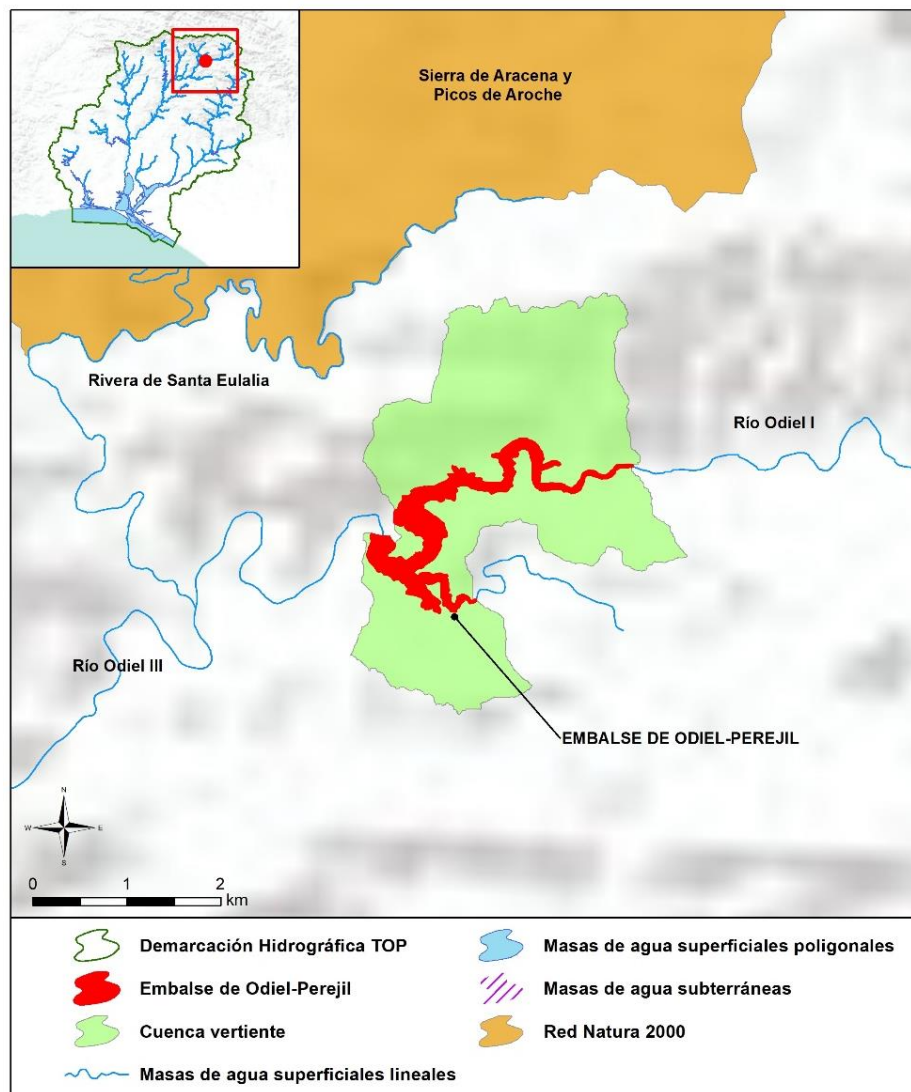 Sierra de Aracena y
Picos de Aroche
Rivera de Santa Eulalia
Río Odiel I
Río Odiel III
EMBALSE DE ODIEL-PEREJIL
N
W
E
S
0 1 2
km
Demarcación Hidrográfica TOP
Masas de agua superficiales poligonales
Embalse de Odiel-Perejil
Masas de agua subterráneas
Cuenca vertiente
Red Natura 2000
Masas de agua superficiales lineales